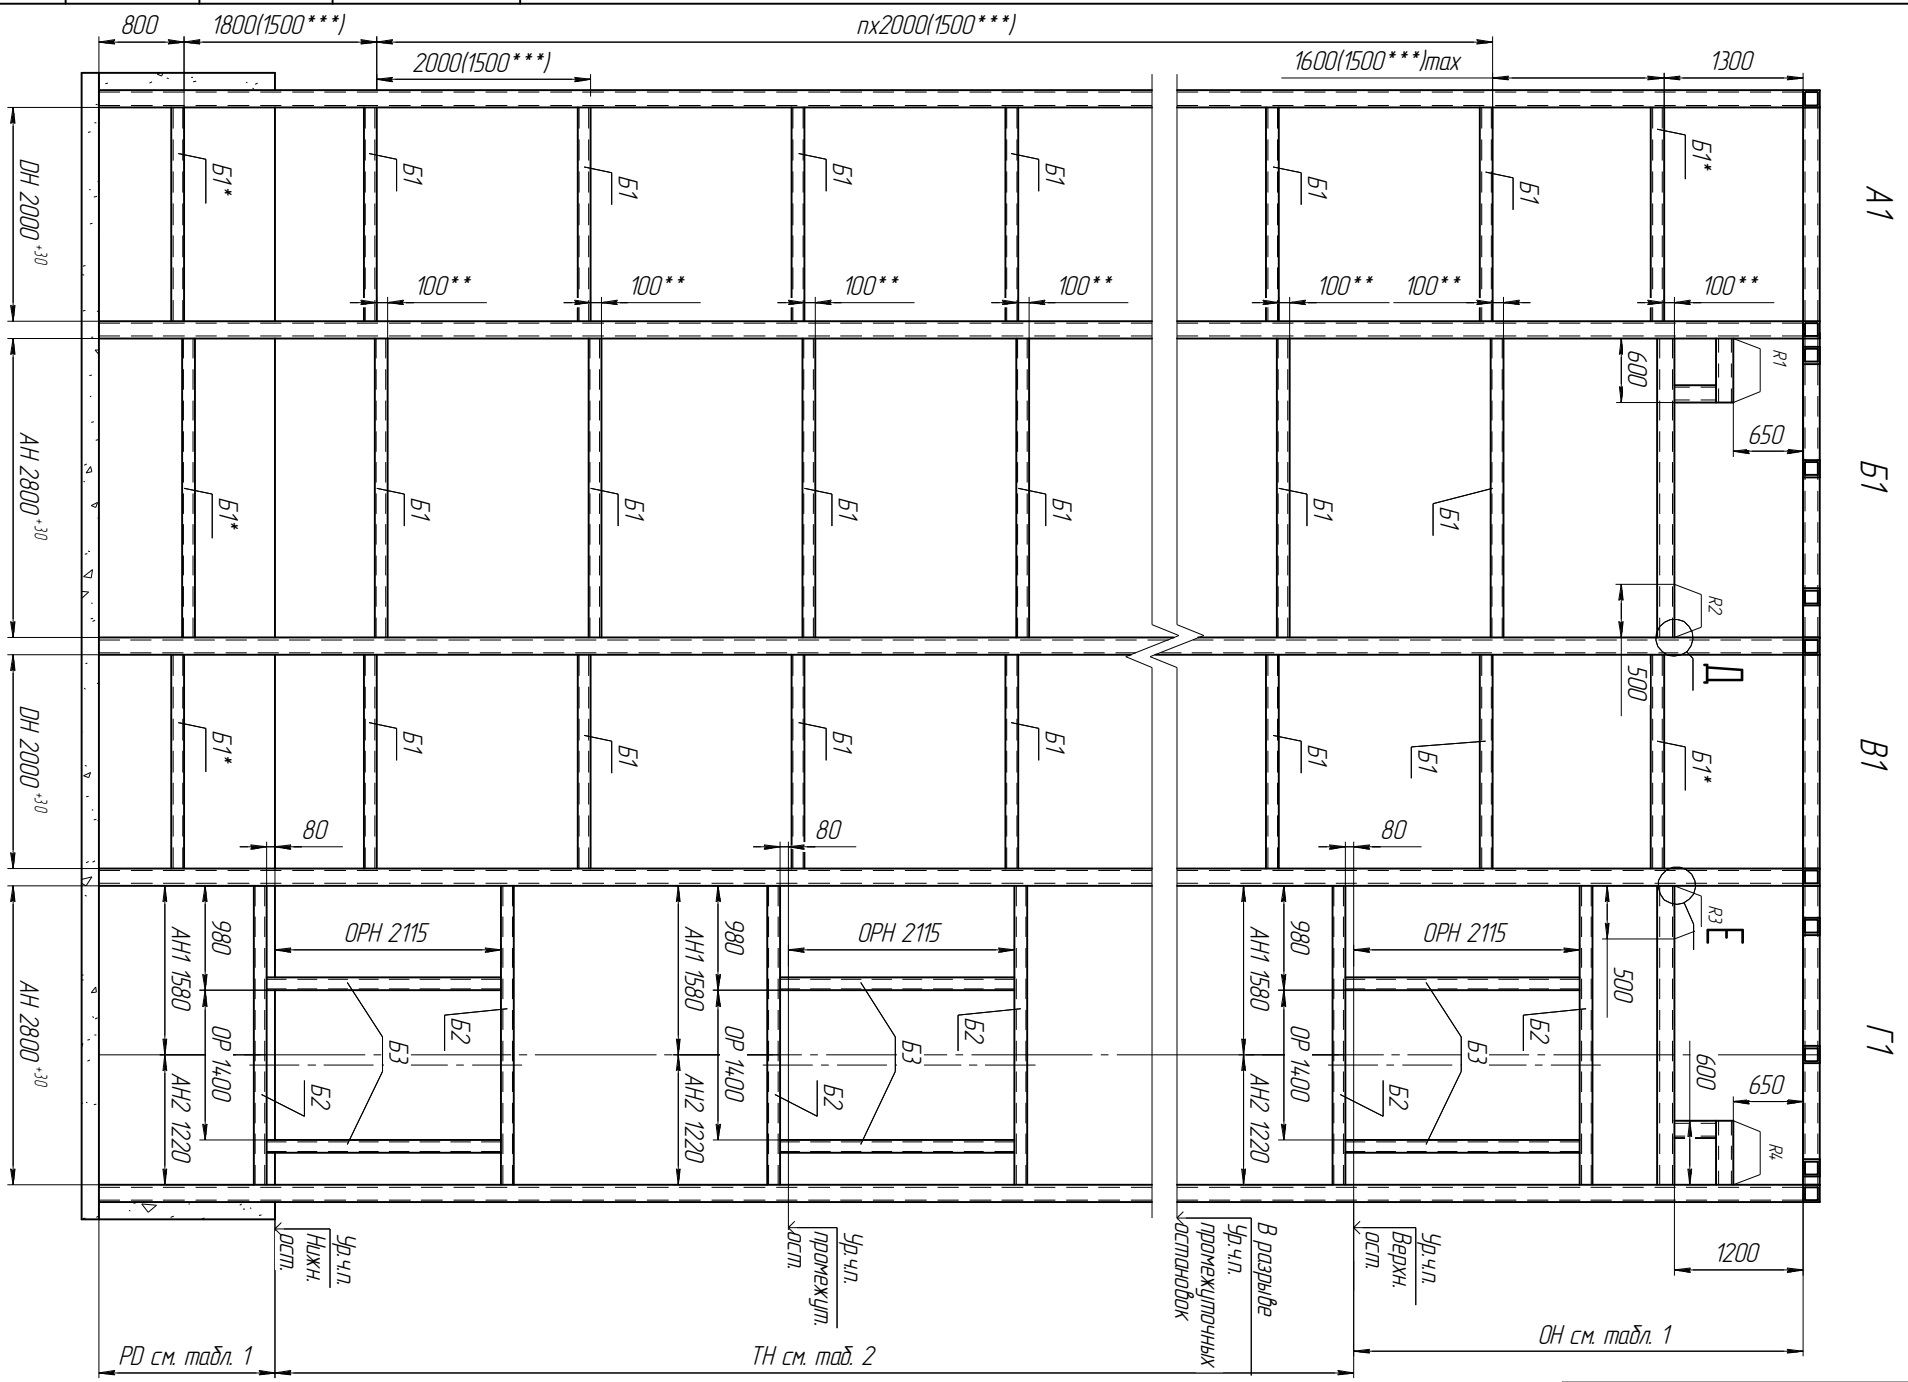 800
1800(1500***)
nx2000(1500***)
2000(1500***)
1600(1500***)max
1300
А1
Б1*
Б1
Б1
Б1
Б1
Б1
Б1
Б1*
DH 2000 +30
100**
100**
100**
100**
100**
100**
100**
R1
600
650
Б1
Б1*
Б1
Б1
Б1
Б1
Б1
Б1
АН 2800 +30
R2
500
Д
В1
Б1*
Б1
Б1
Б1
Б1
Б1
Б1
Б1*
DH 2000 +30
80
80
80
R3
Е
500
Г1
980
АН1 1580
ОРН 2115
980
АН1 1580
ОРН 2115
980
АН1 1580
ОРН 2115
Б2
Б3
ОР 1400
Б2
АН2 1220
Б2
Б3
ОР 1400
Б2
АН2 1220
Б2
Б3
ОР 1400
Б2
АН2 1220
АН 2800 +30
600
650
R4
1200
Ур.ч.п.
Нижн.
ост.
Ур.ч.п.
промежут.
ост.
В разрыве
Ур.ч.п.
промежуточных
остановок
Ур.ч.п.
Верхн.
ост.
ОН см. табл. 1
PD см. табл. 1
ТН см. таб. 2